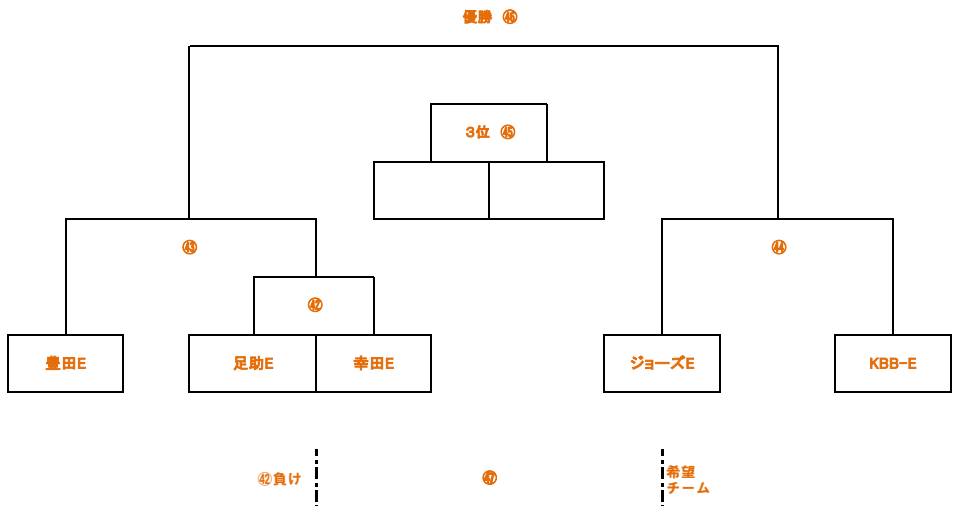 優勝 ㊻
3位 ㊺
㊸ ㊹
㊷
豊田E 足助E 幸田E ジョーズE KBB-E
㊷負け ㊼ 希望
チーム